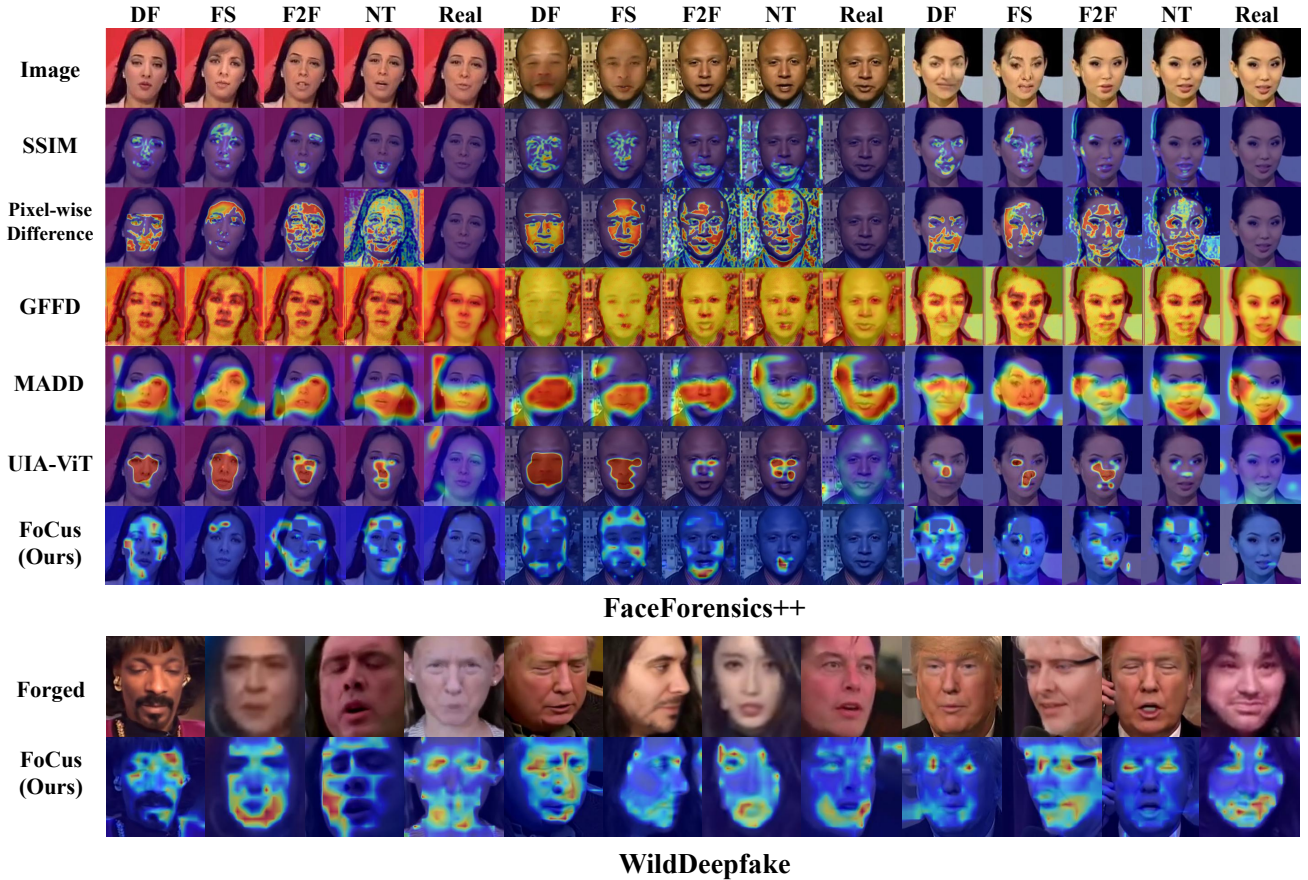 DF FS F2F NT Real DF FS F2F NT Real DF FS F2F NT Real
Image
SSIM
Pixel-wise
Difference
GFFD
MADD
UIA-ViT
FoCus
(Ours)
FaceForensics++
Forged
FoCus
(Ours)
WildDeepfake